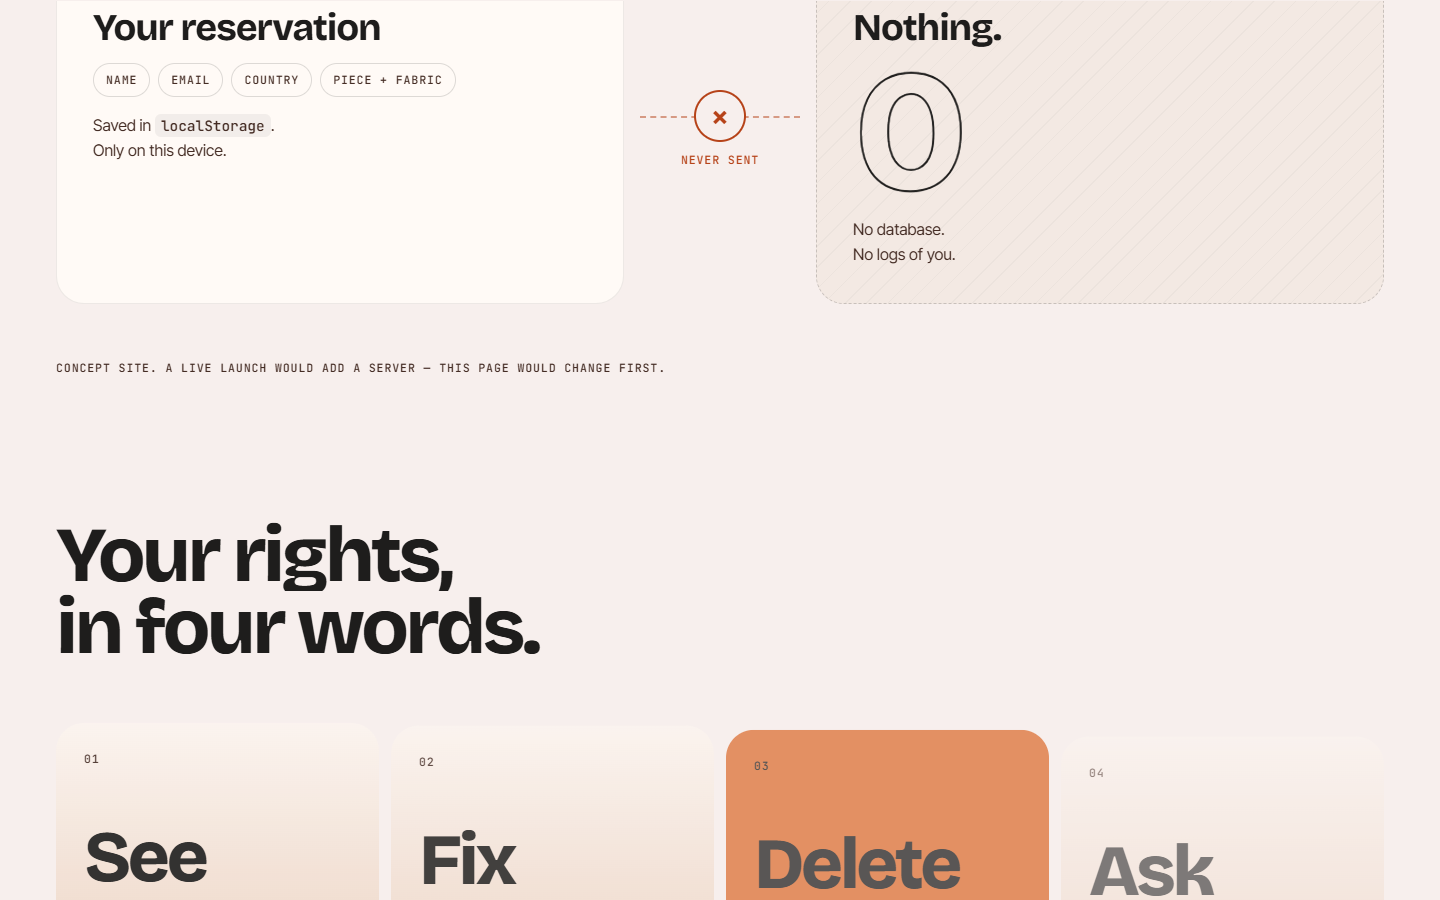 Your reservation
NAME
EMAIL
COUNTRY
PIECE + FABRIC
Saved in localStorage.
Only on this device.
×
NEVER SENT
Nothing.
0
No database.
No logs of you.
CONCEPT SITE. A LIVE LAUNCH WOULD ADD A SERVER — THIS PAGE WOULD CHANGE FIRST.
Your rights,
in four words.
01
See
02
Fix
03
Delete
04
Ask